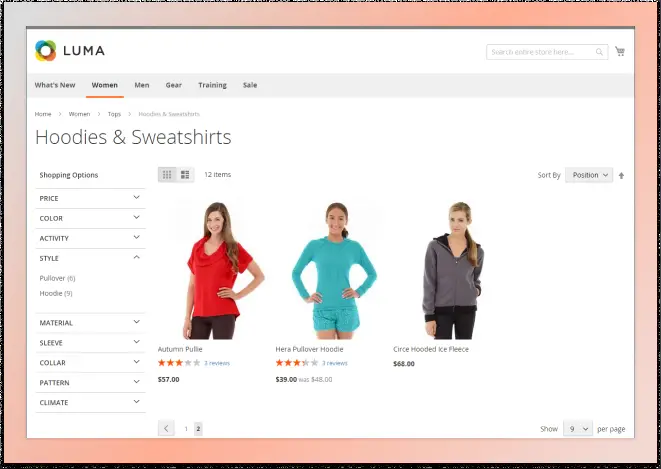 LUMA
Search entire store here...
What's New Women Men Gear Training Sale
Home > Women > Tops > Hoodies & Sweatshirts
Hoodies & Sweatshirts
Shopping Options
12 Items
Sort By Position
PRICE
COLOR
ACTIVITY
STYLE
Pullover (6)
Hoodie (9)
MATERIAL
SLEEVE
COLLAR
PATTERN
CLIMATE
Autumn Pullie
3 reviews
$57.00
Hera Pullover Hoodie
3 reviews
$39.00 was $48.00
Circe Hooded Ice Fleece
$68.00
1 2
Show 9 per page